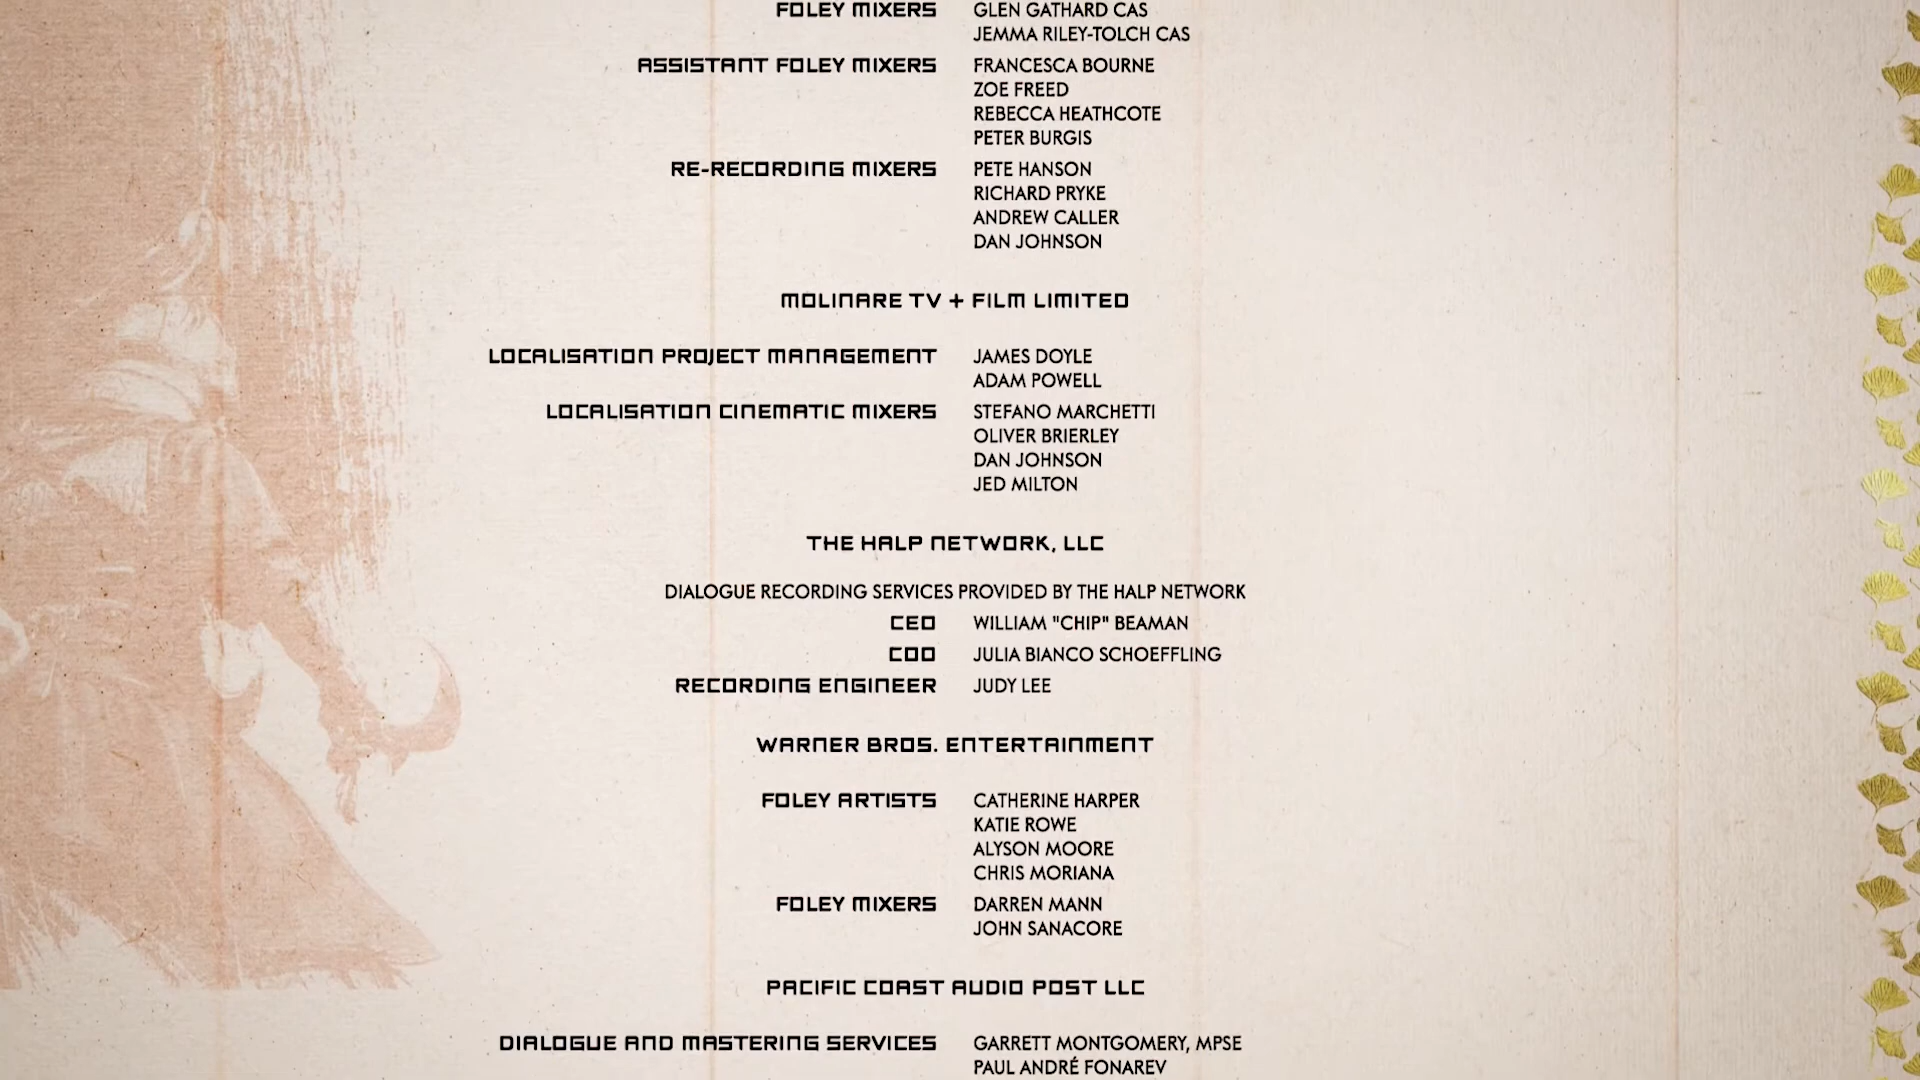 FOLEY MIXERS GLEN GATHARD CAS
JEMMA RILEY-TOLCH CAS
ASSISTANT FOLEY MIXERS FRANCESCA BOURNE
ZOE FREED
REBECCA HEATHCOTE
PETER BURGIS
RE-RECORDING MIXERS PETE HANSON
RICHARD PRYKE
ANDREW CALLER
DAN JOHNSON
MOLINARE TV + FILM LIMITED
LOCALISATION PROJECT MANAGEMENT JAMES DOYLE
ADAM POWELL
LOCALISATION CINEMATIC MIXERS STEFANO MARCHETTI
OLIVER BRIERLEY
DAN JOHNSON
JED MILTON
THE HALP NETWORK, LLC
DIALOGUE RECORDING SERVICES PROVIDED BY THE HALP NETWORK
CEO WILLIAM "CHIP" BEAMAN
COO JULIA BIANCO SCHOEFFLING
RECORDING ENGINEER JUDY LEE
WARNER BROS. ENTERTAINMENT
FOLEY ARTISTS CATHERINE HARPER
KATIE ROWE
ALYSON MOORE
CHRIS MORIANA
FOLEY MIXERS DARREN MANN
JOHN SANACORE
PACIFIC COAST AUDIO POST LLC
DIALOGUE AND MASTERING SERVICES GARRETT MONTGOMERY, MPSE
PAUL ANDRÉ FONAREV